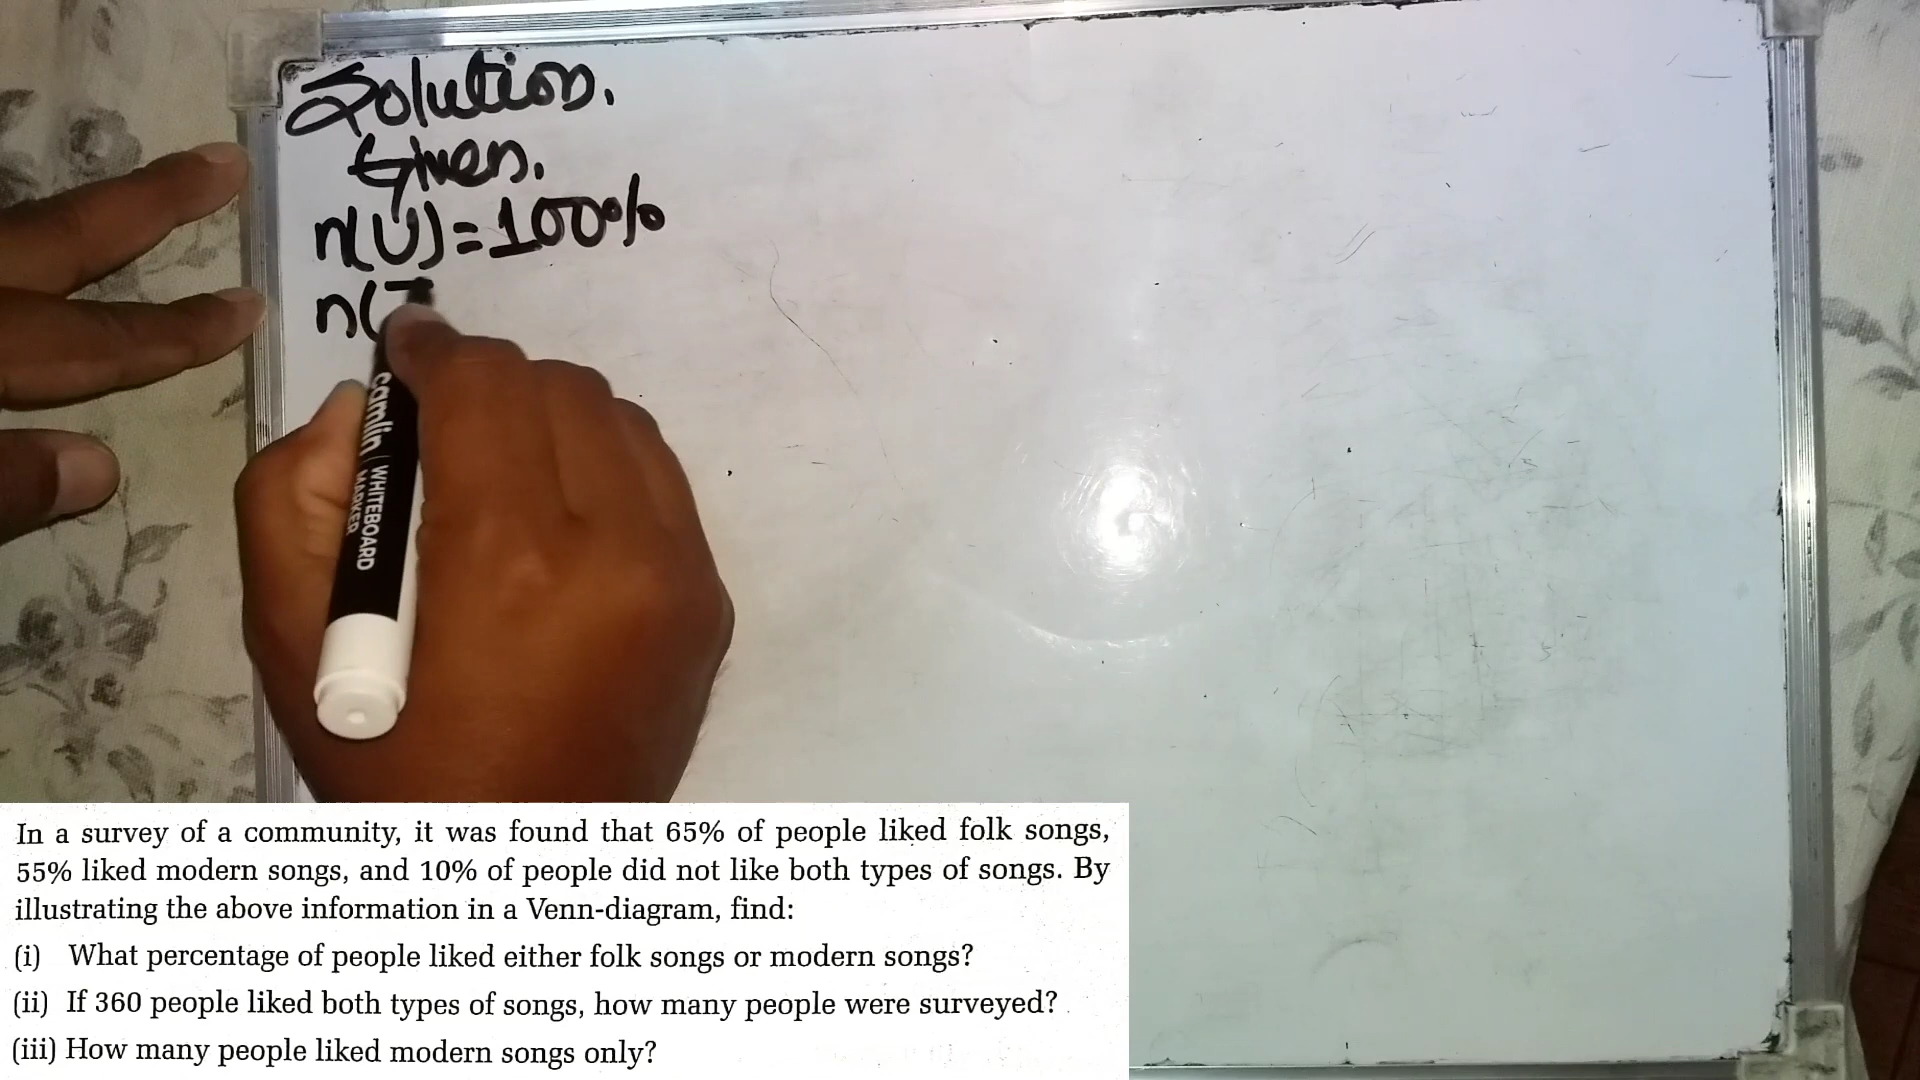 Solution.
Given.
n(U)=100%
n(
camlin WHITEBOARD
MARKER
In a survey of a community, it was found that 65% of people liked folk songs,
55% liked modern songs, and 10% of people did not like both types of songs. By
illustrating the above information in a Venn-diagram, find:
(i) What percentage of people liked either folk songs or modern songs?
(ii) If 360 people liked both types of songs, how many people were surveyed?
(iii) How many people liked modern songs only?